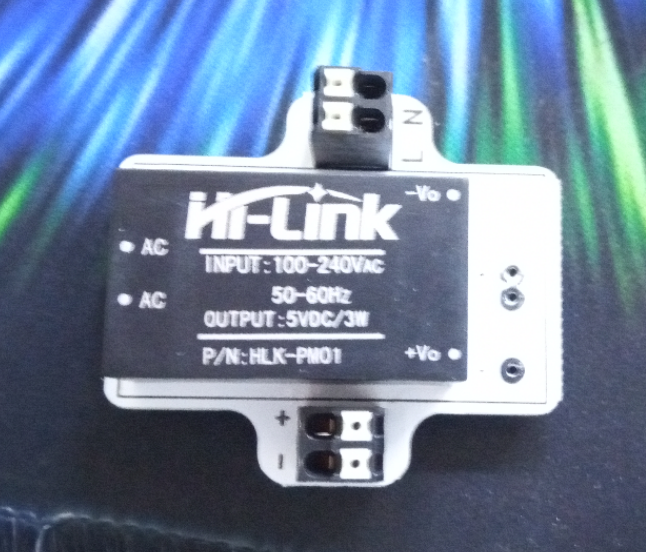 L N
Hi-Link
-Vo
AC
INPUT:100-240VAC
50-60Hz
AC
OUTPUT:5VDC/3W
P/N:HLK-PM01
+Vo
+
-